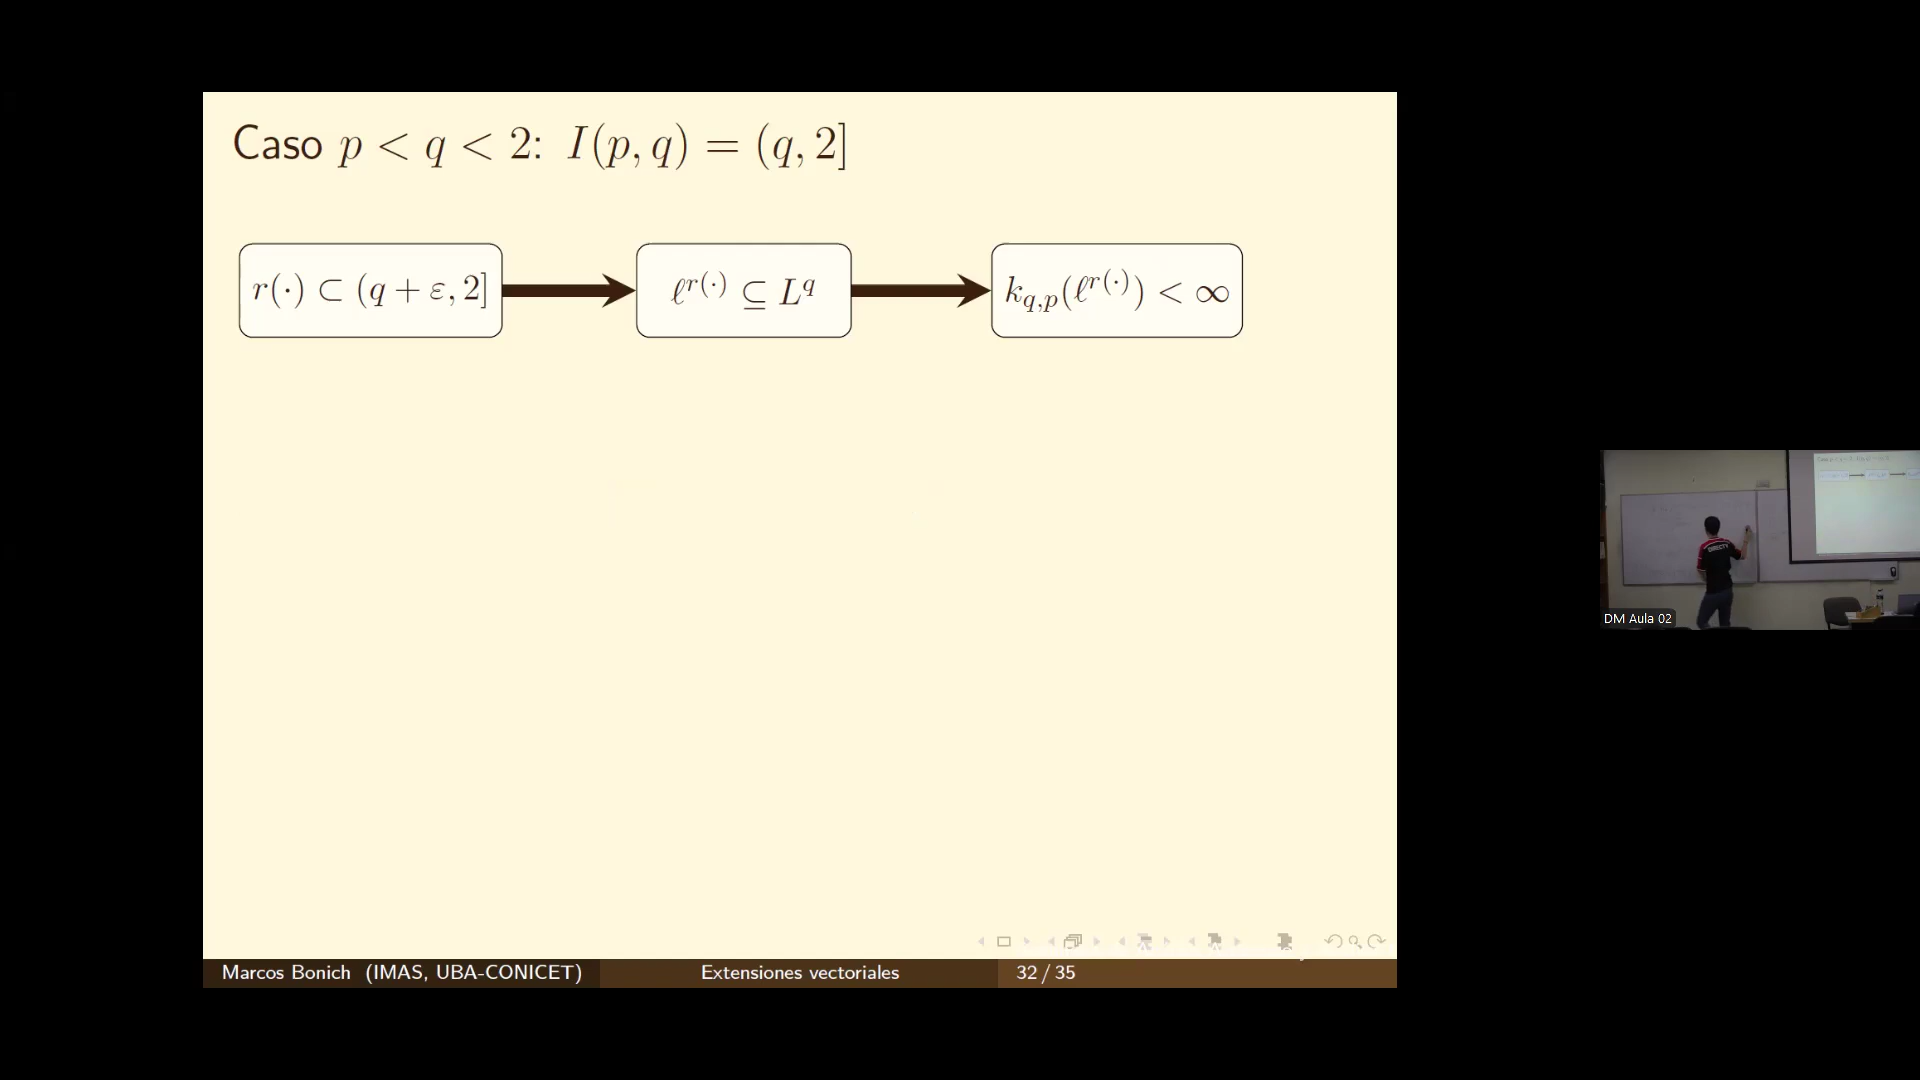 Caso p < q < 2: I(p, q) = (q, 2]
r(·) ⊂ (q + ε, 2]
ℓ^{r(·)} ⊆ L^q
k_{q,p}(ℓ^{r(·)}) < ∞
Marcos Bonich (IMAS, UBA-CONICET) Extensiones vectoriales 32 / 35
DM Aula 02